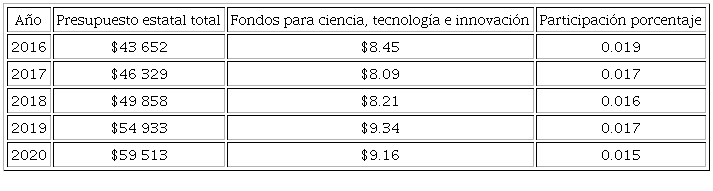 Año Presupuesto estatal total Fondos para ciencia, tecnología e innovación Participación porcentaje
2016 $43 652 $8.45 0.019
2017 $46 329 $8.09 0.017
2018 $49 858 $8.21 0.016
2019 $54 933 $9.34 0.017
2020 $59 513 $9.16 0.015